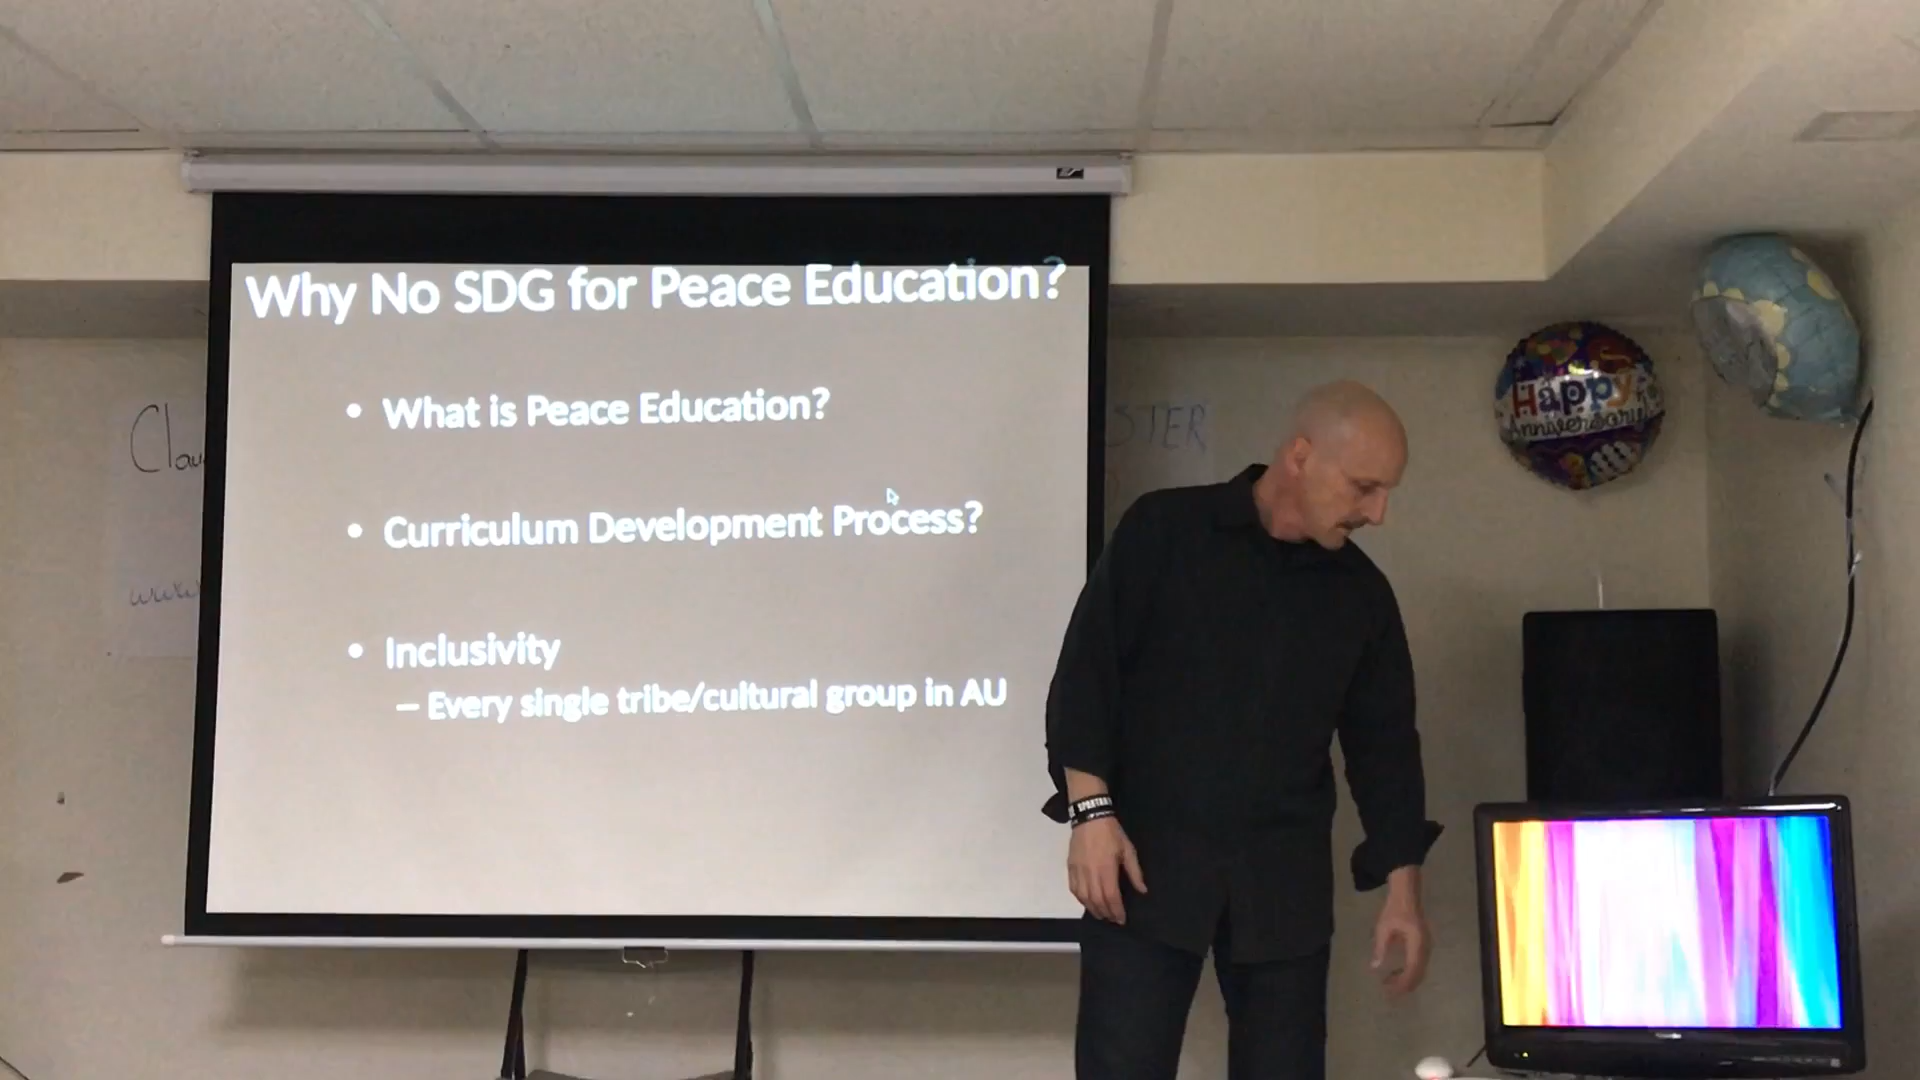 Why No SDG for Peace Education?
• What is Peace Education?
• Curriculum Development Process?
• Inclusivity
– Every single tribe/cultural group in AU
Happy
Anniversary
SPARTAN